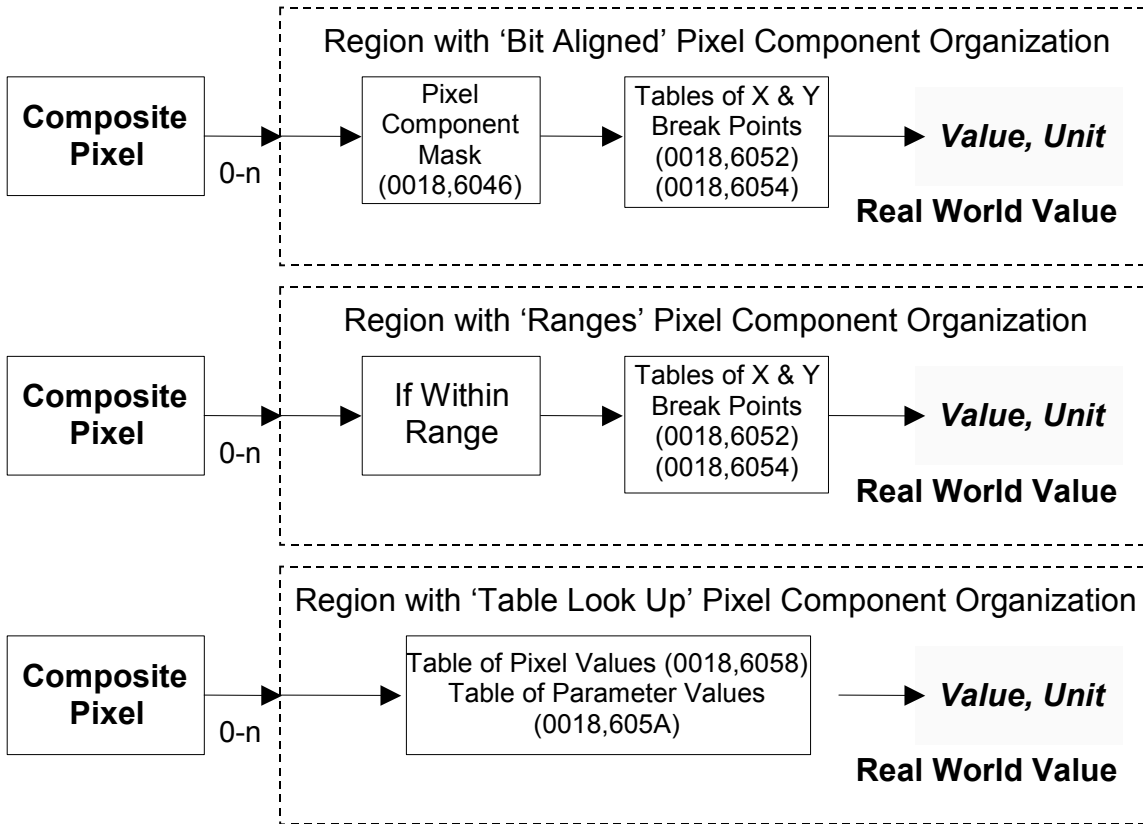 Region with ‘Bit Aligned’ Pixel Component Organization
Composite
Pixel
0-n
Pixel
Component
Mask
(0018,6046)
Tables of X & Y
Break Points
(0018,6052)
(0018,6054)
Value, Unit
Real World Value
Region with ‘Ranges’ Pixel Component Organization
Composite
Pixel
0-n
If Within
Range
Tables of X & Y
Break Points
(0018,6052)
(0018,6054)
Value, Unit
Real World Value
Region with ‘Table Look Up’ Pixel Component Organization
Composite
Pixel
0-n
Table of Pixel Values (0018,6058)
Table of Parameter Values
(0018,605A)
Value, Unit
Real World Value